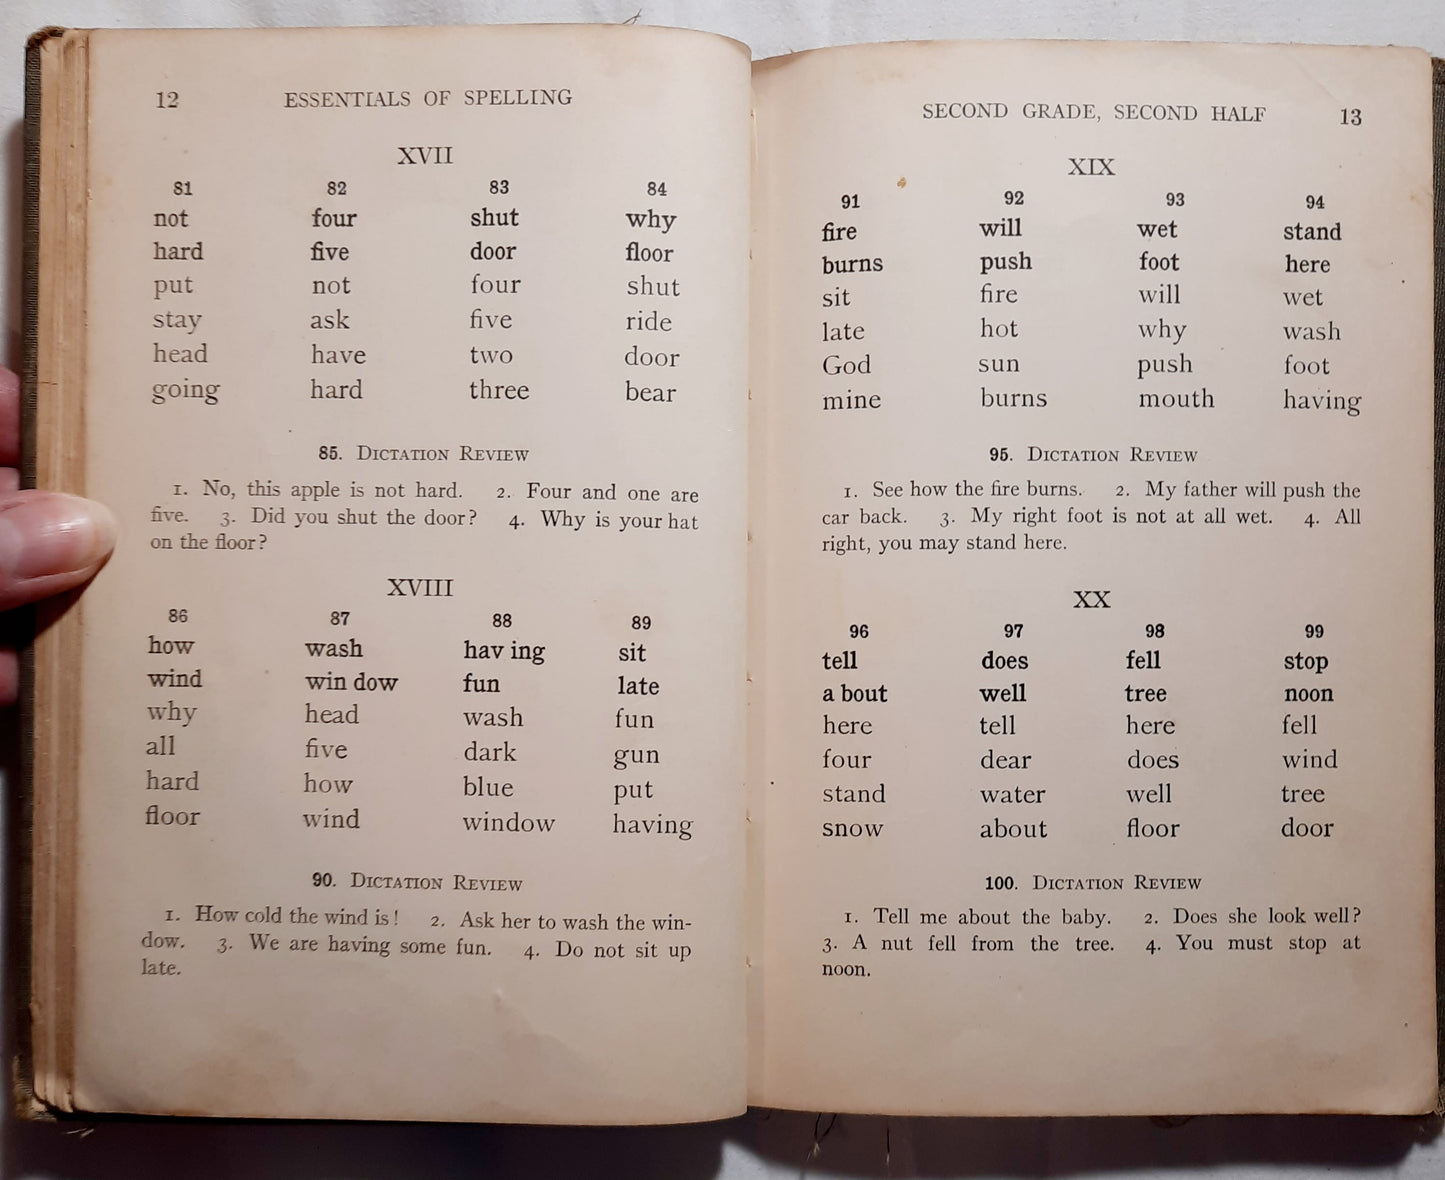 12 ESSENTIALS OF SPELLING
XVII
81 82 83 84
not four shut why
hard five door floor
put not four shut
stay ask five ride
head have two door
going hard three bear
85. DICTATION REVIEW
1. No, this apple is not hard. 2. Four and one are
five. 3. Did you shut the door? 4. Why is your hat
on the floor?
XVIII
86 87 88 89
how wash hav ing sit
wind win dow fun late
why head wash fun
all five dark gun
hard how blue put
floor wind window having
90. DICTATION REVIEW
1. How cold the wind is! 2. Ask her to wash the win-
dow. 3. We are having some fun. 4. Do not sit up
late.
SECOND GRADE, SECOND HALF 13
XIX
91 92 93 94
fire will wet stand
burns push foot here
sit fire will wet
late hot why wash
God sun push foot
mine burns mouth having
95. DICTATION REVIEW
1. See how the fire burns. 2. My father will push the
car back. 3. My right foot is not at all wet. 4. All
right, you may stand here.
XX
96 97 98 99
tell does fell stop
a bout well tree noon
here tell here fell
four dear does wind
stand water well tree
snow about floor door
100. DICTATION REVIEW
1. Tell me about the baby. 2. Does she look well?
3. A nut fell from the tree. 4. You must stop at
noon.